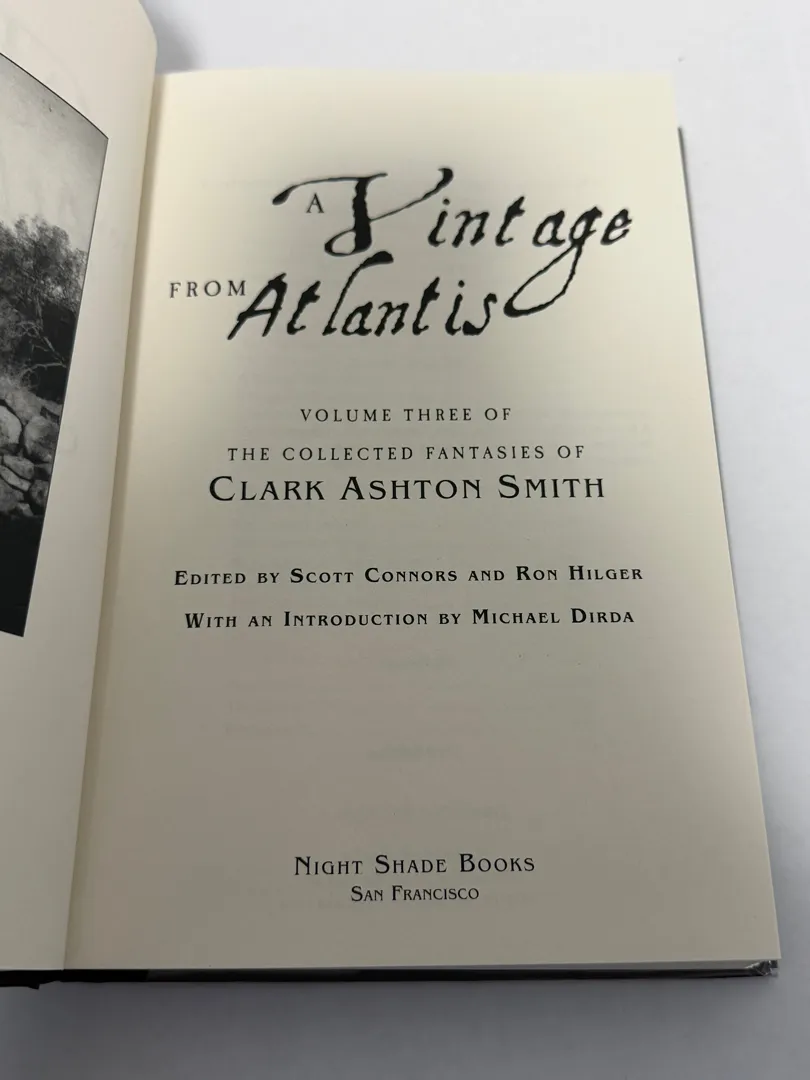 A Vintage
FROM Atlantis
VOLUME THREE OF
THE COLLECTED FANTASIES OF
CLARK ASHTON SMITH
EDITED BY SCOTT CONNORS AND RON HILGER
WITH AN INTRODUCTION BY MICHAEL DIRDA
NIGHT SHADE BOOKS
SAN FRANCISCO